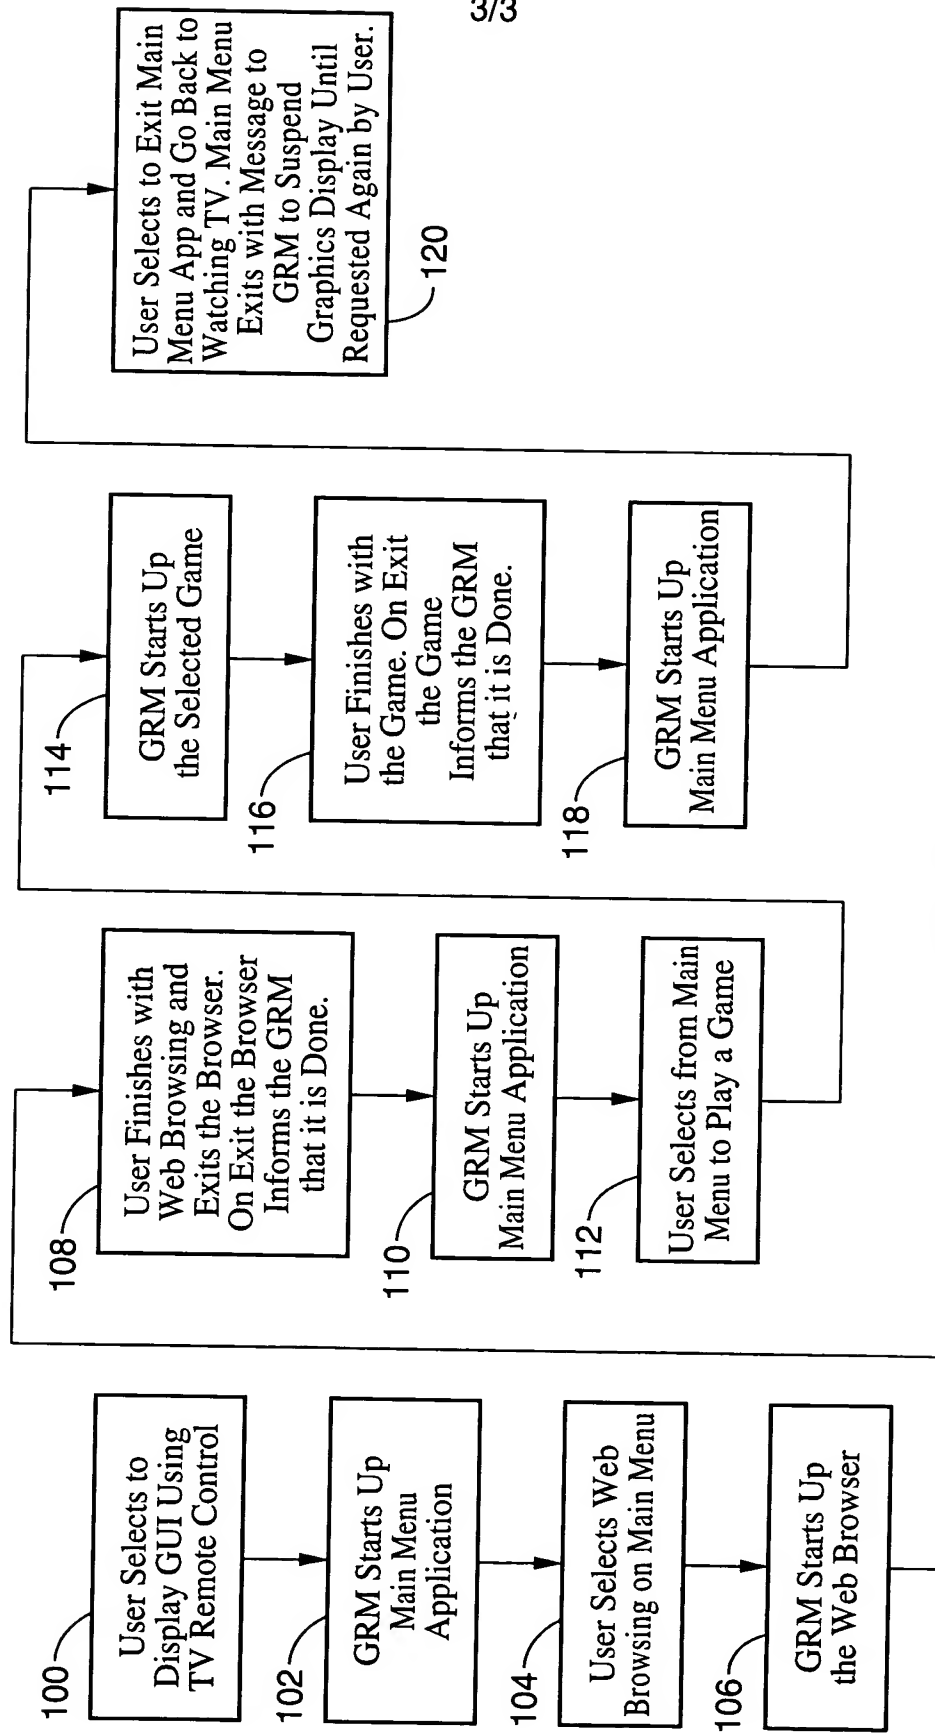 3/3
100
User Selects to
Display GUI Using
TV Remote Control
102
GRM Starts Up
Main Menu
Application
104
User Selects Web
Browsing on Main Menu
106
GRM Starts Up
the Web Browser
108
User Finishes with
Web Browsing and
Exits the Browser.
On Exit the Browser
Informs the GRM
that it is Done.
110
GRM Starts Up
Main Menu Application
112
User Selects from Main
Menu to Play a Game
114
GRM Starts Up
the Selected Game
116
User Finishes with
the Game. On Exit
the Game
Informs the GRM
that it is Done.
118
GRM Starts Up
Main Menu Application
User Selects to Exit Main
Menu App and Go Back to
Watching TV. Main Menu
Exits with Message to
GRM to Suspend
Graphics Display Until
Requested Again by User.
120